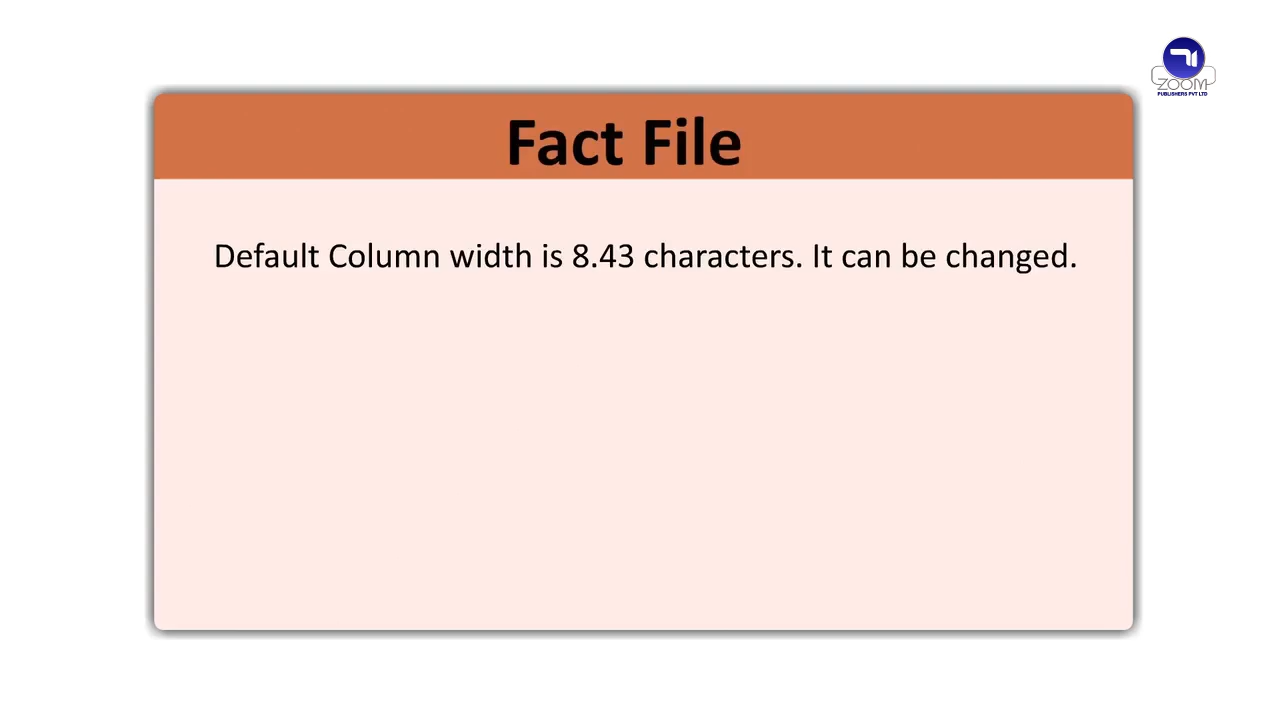 ZOOM
PUBLISHERS PVT LTD
Fact File
Default Column width is 8.43 characters. It can be changed.